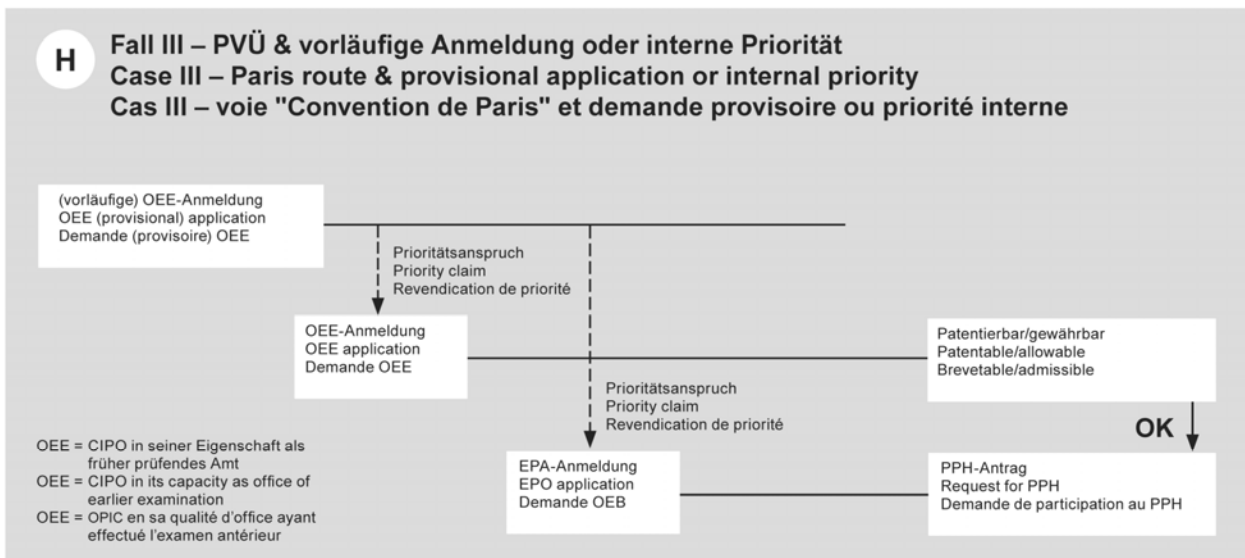 H
Fall III – PVÜ & vorläufige Anmeldung oder interne Priorität
Case III – Paris route & provisional application or internal priority
Cas III – voie "Convention de Paris" et demande provisoire ou priorité interne
(vorläufige) OEE-Anmeldung
OEE (provisional) application
Demande (provisoire) OEE
Prioritätsanspruch
Priority claim
Revendication de priorité
OEE-Anmeldung
OEE application
Demande OEE
Patentierbar/gewährbar
Patentable/allowable
Brevetable/admissible
Prioritätsanspruch
Priority claim
Revendication de priorité
OK
OEE = CIPO in seiner Eigenschaft als
früher prüfendes Amt
OEE = CIPO in its capacity as office of
earlier examination
OEE = OPIC en sa qualité d'office ayant
effectué l'examen antérieur
EPA-Anmeldung
EPO application
Demande OEB
PPH-Antrag
Request for PPH
Demande de participation au PPH